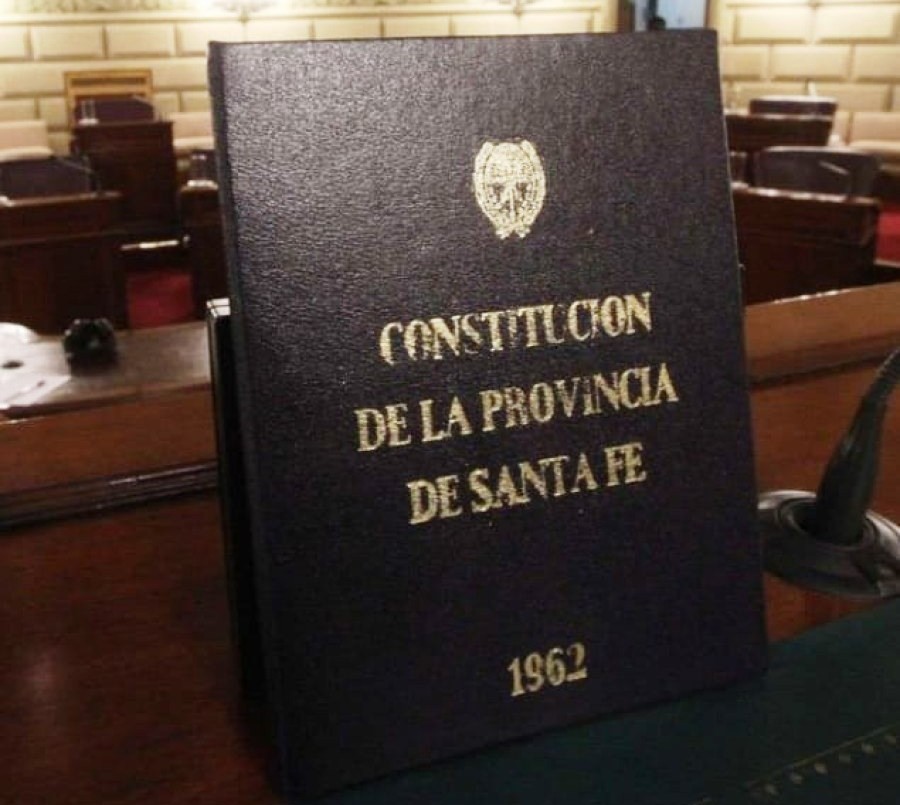 CONSTITUCION
DE LA PROVINCIA
DE SANTA FE
1962